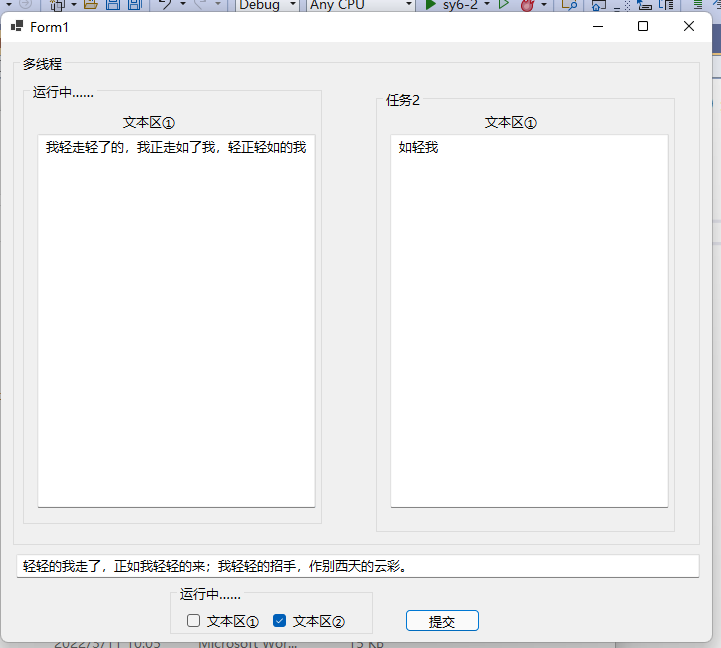 Debug Any CPU sy6-2
Form1
多线程
运行中......
文本区①
我轻走轻了的，我正走如了我，轻正轻如的我
任务2
文本区①
如轻我
轻轻的我走了，正如我轻轻的来；我轻轻的招手，作别西天的云彩。
运行中......
文本区① 文本区②
提交